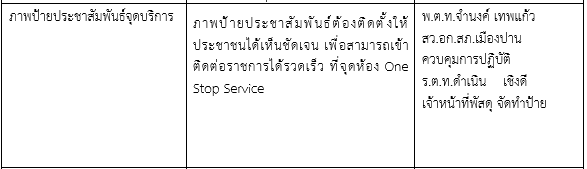 ภาพป้ายประชาสัมพันธ์จุดบริการ
ภาพป้ายประชาสัมพันธ์ต้องติดตั้งให้
ประชาชนได้เห็นชัดเจน เพื่อสามารถเข้า
ติดต่อราชการได้รวดเร็ว ที่จุดห้อง One
Stop Service
พ.ต.ท.จำนงค์ เทพแก้ว
สว.อก.สภ.เมืองปาน
ควบคุมการปฏิบัติ
ร.ต.ท.ดำเนิน เชิงดี
เจ้าหน้าที่พัสดุ จัดทำป้าย